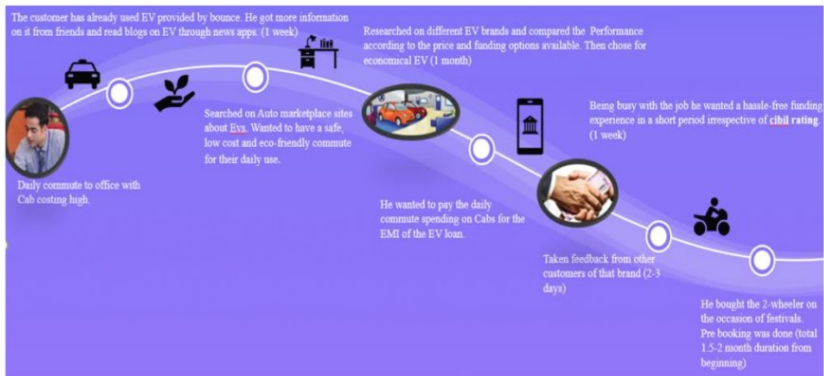 The customer has already used EV provided by bounce. He got more information
on it from friends and read blogs on EV through news apps. (1 week)
Daily commute to office with
Cab costing high.
Searched on Auto marketplace sites
about Evs. Wanted to have a safe,
low cost and eco-friendly commute
for their daily use.
Researched on different EV brands and compared the Performance
according to the price and funding options available. Then chose for
economical EV (1 month)
He wanted to pay the daily
commute spending on Cabs for the
EMI of the EV loan.
Being busy with the job he wanted a hassle-free funding
experience in a short period irrespective of cibil rating.
(1 week)
Taken feedback from other
customers of that brand (2-3
days)
He bought the 2-wheeler on
the occasion of festivals.
Pre booking was done (total
1.5-2 month duration from
beginning)